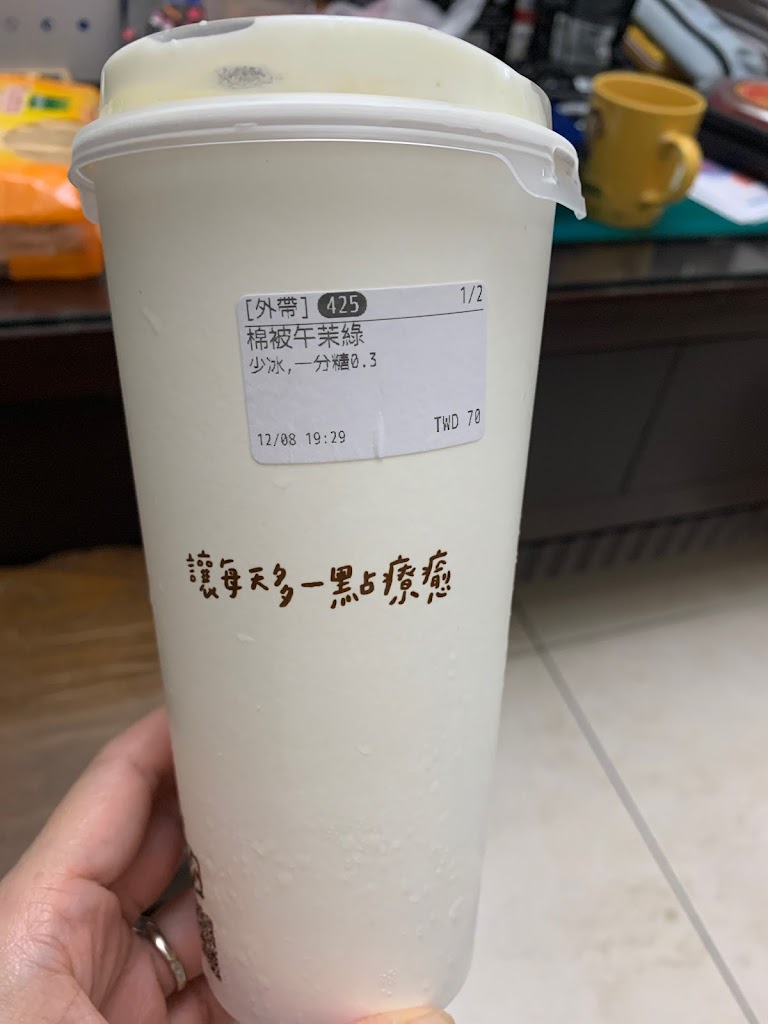 [外帶] 425 1/2
棉被午茉綠
少冰,一分糖0.3
12/08 19:29 TWD 70
讓每天多一點療癒